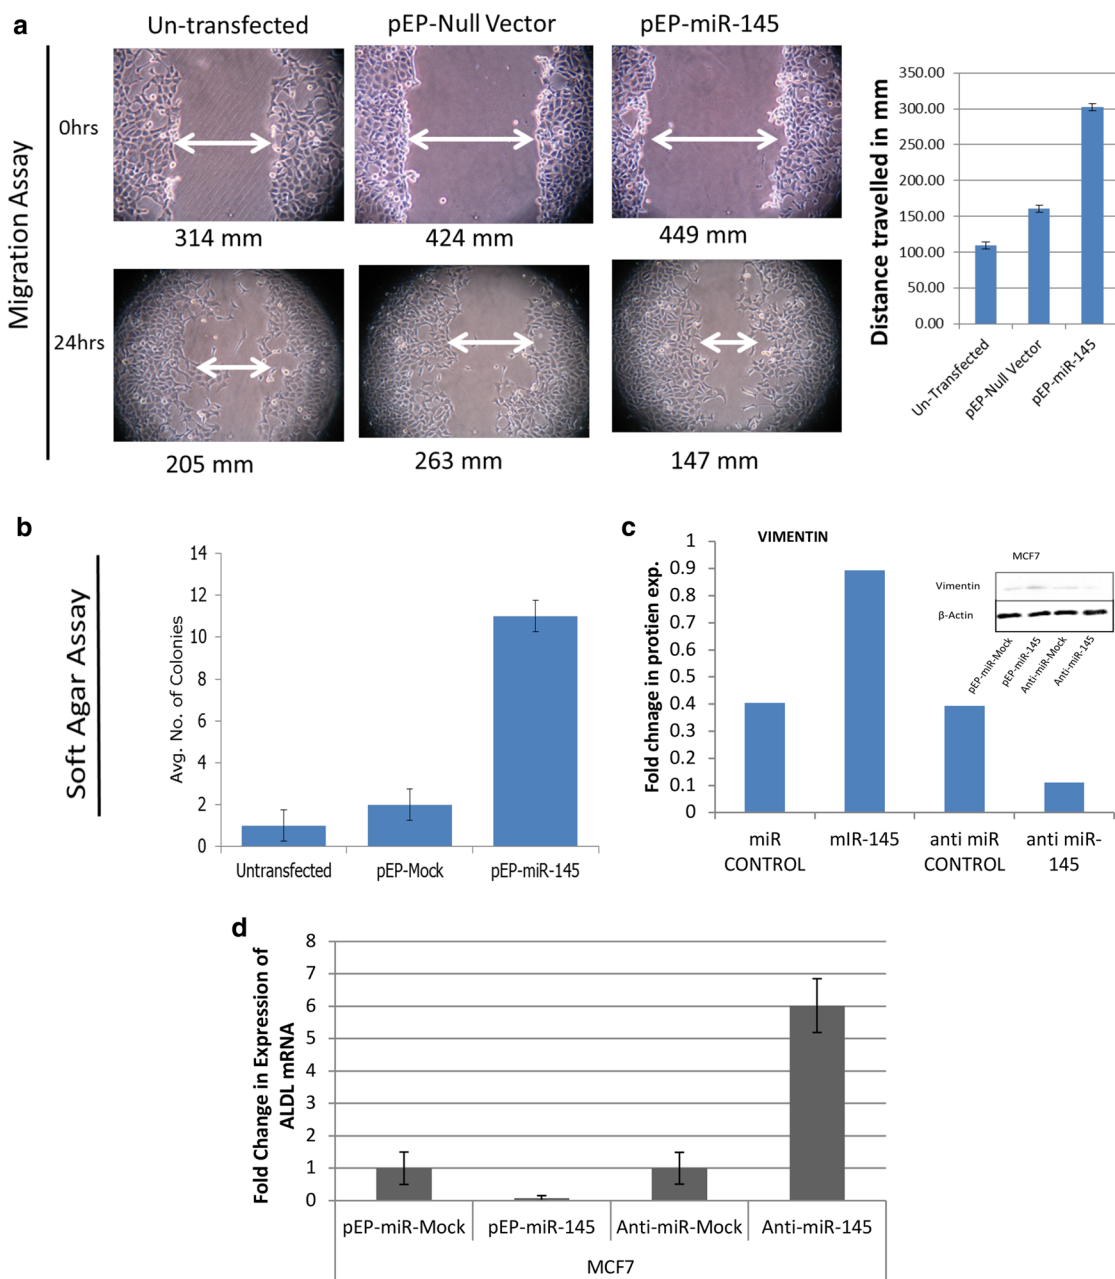 a
Un-transfected
pEP-Null Vector
pEP-miR-145
Migration Assay
0hrs
314 mm
424 mm
449 mm
24hrs
205 mm
263 mm
147 mm
Distance travelled in mm
350.00
300.00
250.00
200.00
150.00
100.00
50.00
0.00
Un-Transfected
pEP-Null Vector
pEP-miR-145
b
Soft Agar Assay
Avg. No. of Colonies
14
12
10
8
6
4
2
0
Untransfected
pEP-Mock
pEP-miR-145
c
VIMENTIN
Fold chnage in protien exp.
1
0.9
0.8
0.7
0.6
0.5
0.4
0.3
0.2
0.1
0
miR
CONTROL
mIR-145
anti miR
CONTROL
anti miR-
145
MCF7
Vimentin
β-Actin
pEP-miR-Mock
pEP-miR-145
Anti-miR-Mock
Anti-miR-145
d
Fold Change in Expression of
ALDL mRNA
8
7
6
5
4
3
2
1
0
pEP-miR-Mock
pEP-miR-145
Anti-miR-Mock
Anti-miR-145
MCF7